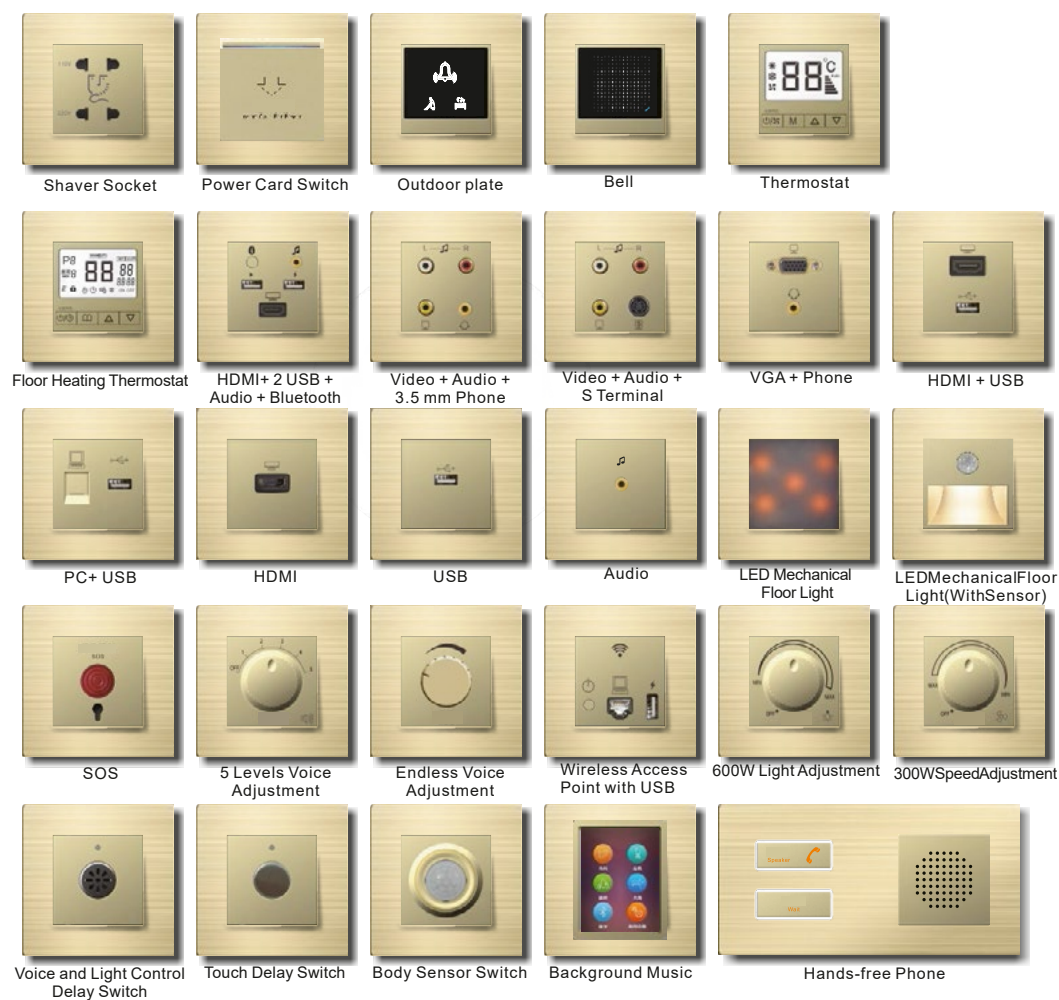 Shaver Socket
Power Card Switch
Outdoor plate
Bell
°C
M
Thermostat
Floor Heating Thermostat
HDMI+ 2 USB +
Audio + Bluetooth
L R
Video + Audio +
3.5 mm Phone
L R
Video + Audio +
S Terminal
VGA + Phone
HDMI + USB
PC+ USB
HDMI
USB
Audio
LED Mechanical
Floor Light
LEDMechanicalFloor
Light(WithSensor)
SOS
SOS
OFF 1 2 3 4 5
5 Levels Voice
Adjustment
Endless Voice
Adjustment
Wireless Access
Point with USB
MIN MAX
OFF
600W Light Adjustment
MAX MIN
OFF
300WSpeedAdjustment
Voice and Light Control
Delay Switch
Touch Delay Switch
Body Sensor Switch
Background Music
Speaker
Hands-free Phone